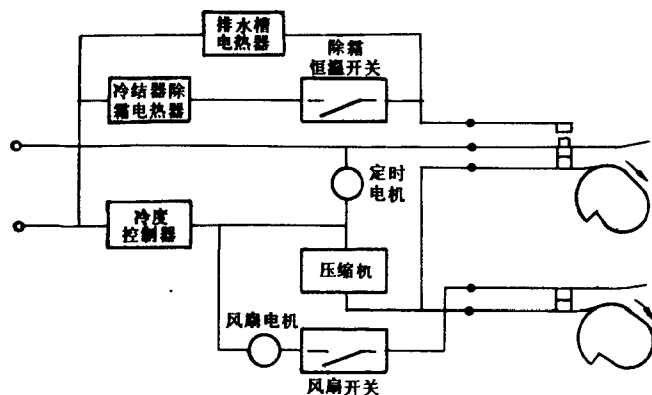 排水槽
电热器
除霜
恒温开关
冷结器除
霜电热器
定时
电机
冷度
控制器
压缩机
风扇电机
风扇开关